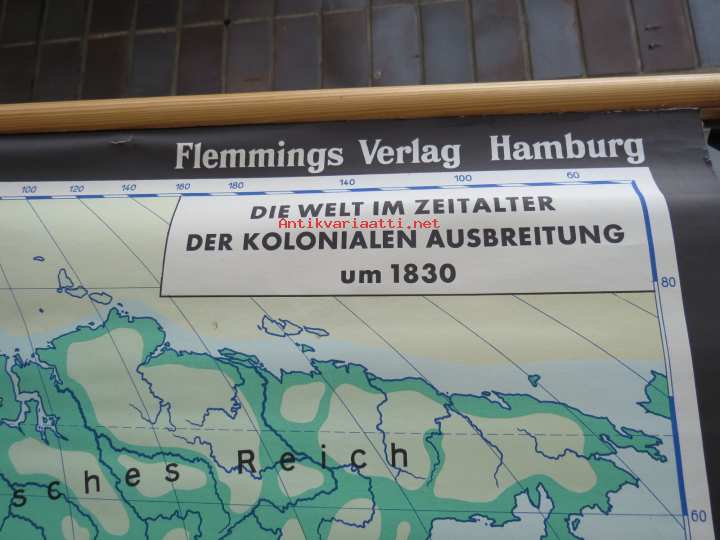 Flemmings Verlag Hamburg
100 120 140 160 180 140 100 60
DIE WELT IM ZEITALTER
Antikvariaatti.net
DER KOLONIALEN AUSBREITUNG
um 1830
80
sches Reich
60